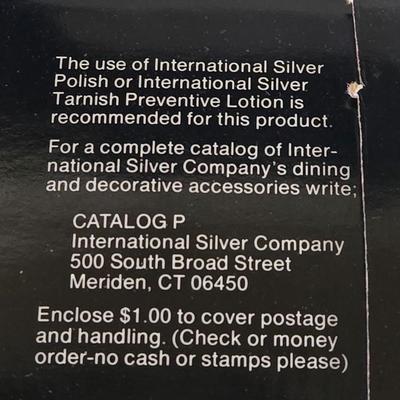 The use of International Silver
Polish or International Silver
Tarnish Preventive Lotion is
recommended for this product.
For a complete catalog of Inter-
national Silver Company's dining
and decorative accessories write;
CATALOG P
International Silver Company
500 South Broad Street
Meriden, CT 06450
Enclose $1.00 to cover postage
and handling. (Check or money
order-no cash or stamps please)